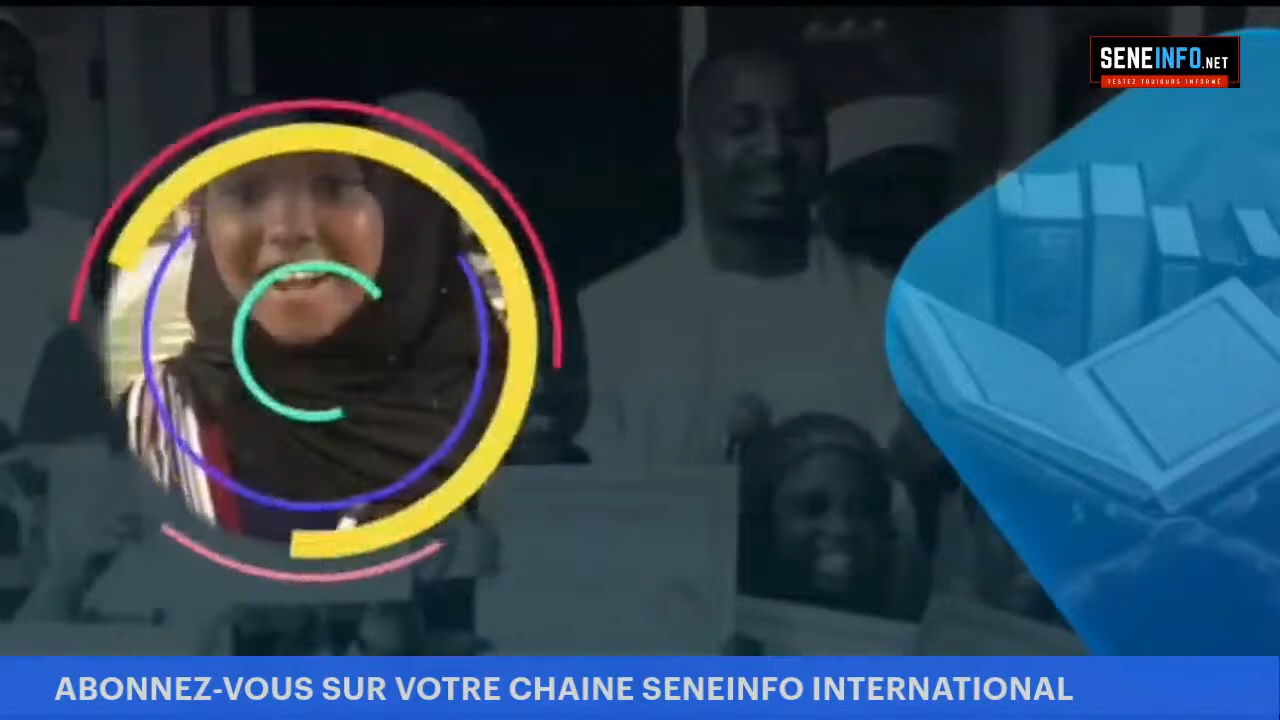 SENEINFO.NET
RESTEZ TOUJOURS INFORMÉ
ABONNEZ-VOUS SUR VOTRE CHAINE SENEINFO INTERNATIONAL